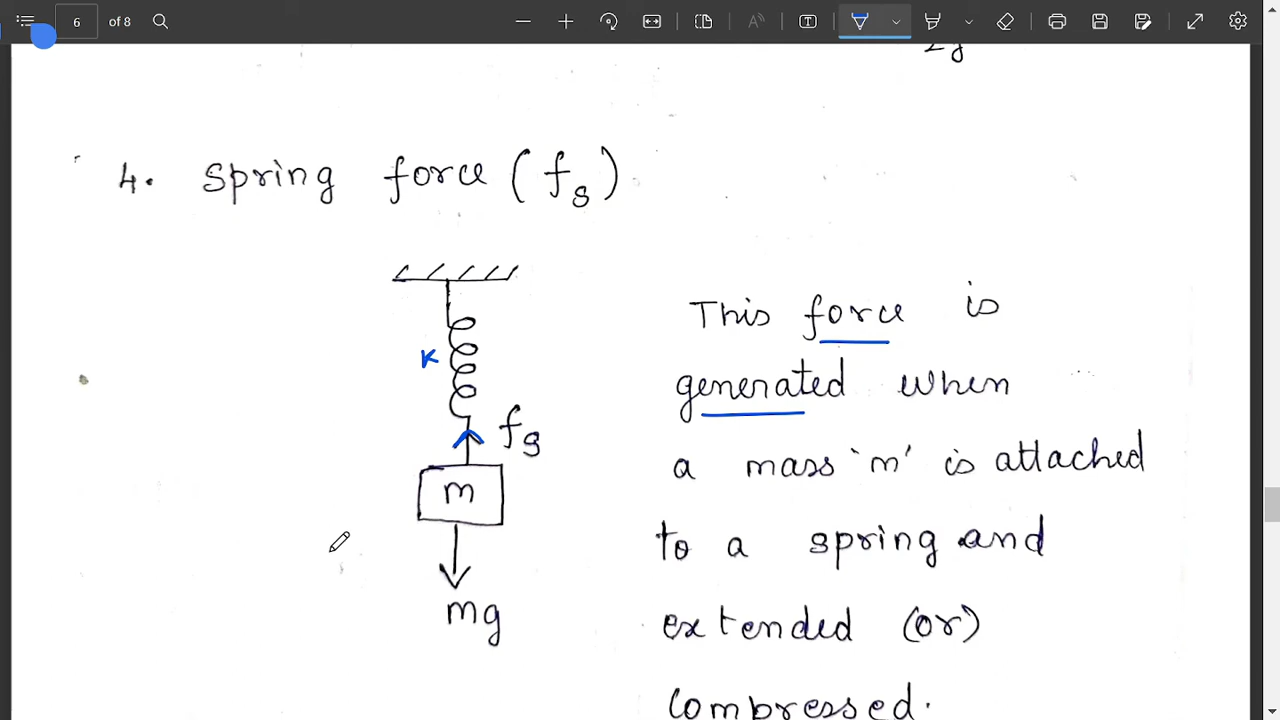 6 of 8
4. Spring force (fs)
This force is
generated when
K
fs
a mass 'm' is attached
m
to a spring and
mg
extended (or)
compressed.